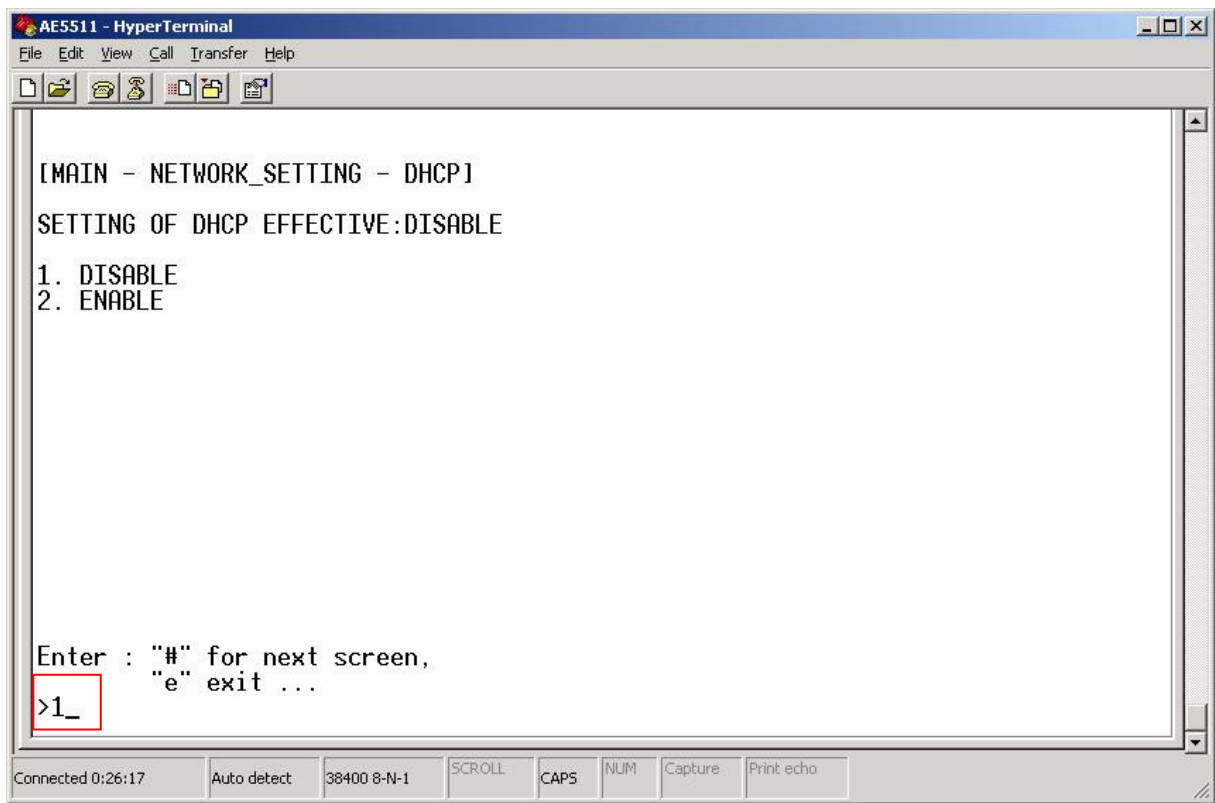 AE5511 - HyperTerminal
File Edit View Call Transfer Help
[MAIN - NETWORK_SETTING - DHCP]
SETTING OF DHCP EFFECTIVE:DISABLE
1. DISABLE
2. ENABLE
Enter : "#" for next screen,
"e" exit ...
>1_
Connected 0:26:17 Auto detect 38400 8-N-1 SCROLL CAPS NUM Capture Print echo